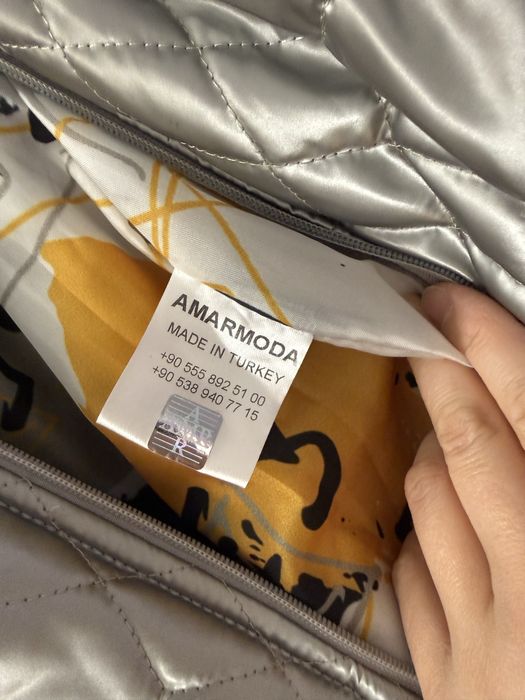 AMARMODA
MADE IN TURKEY
+90 555 892 51 00
+90 538 940 77 15
A
R